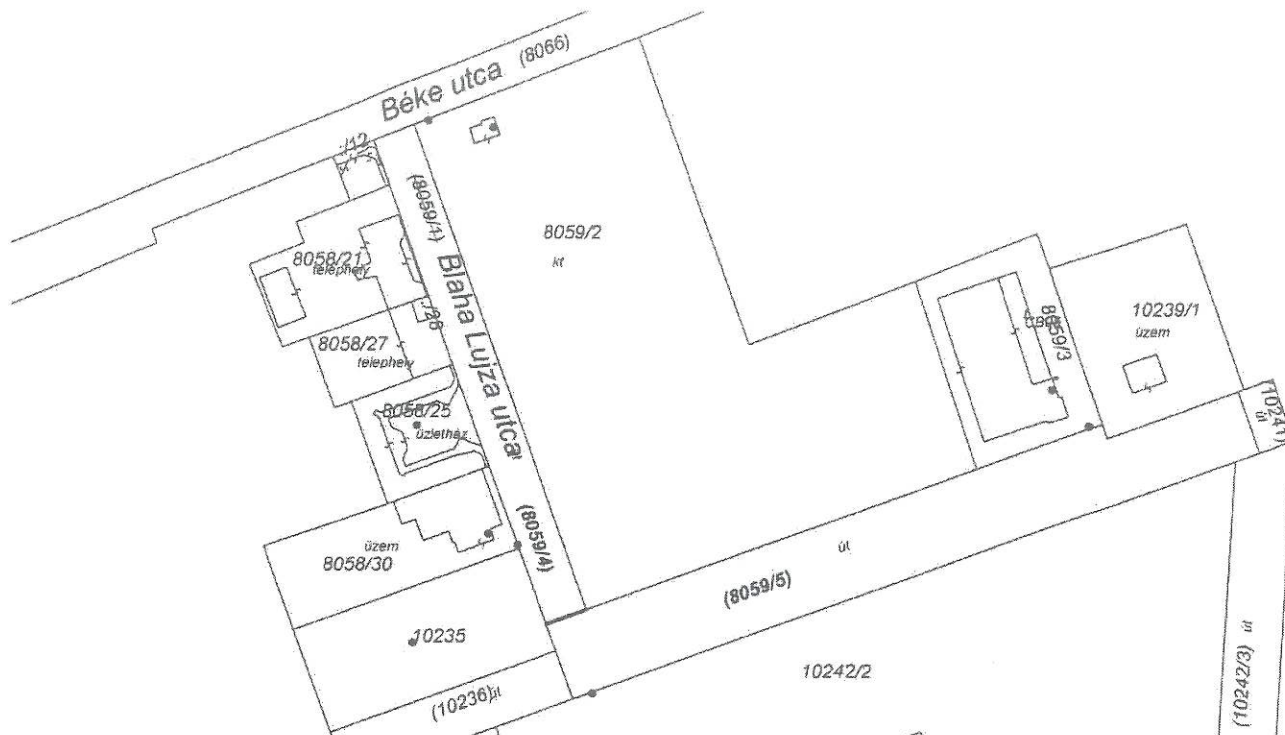 Béke utca (8066)
:/12
(8059/1)
8059/2
kt
8058/21
telephely
Blaha Lujza utca
:/28
8058/27
telephely
8059/3
10239/1
üzem
8058/25
üzletház
út
(10241)
út
(8059/4)
üzem
8058/30
út
(8059/5)
10235
10242/2
(10242/3) út
(10236) út